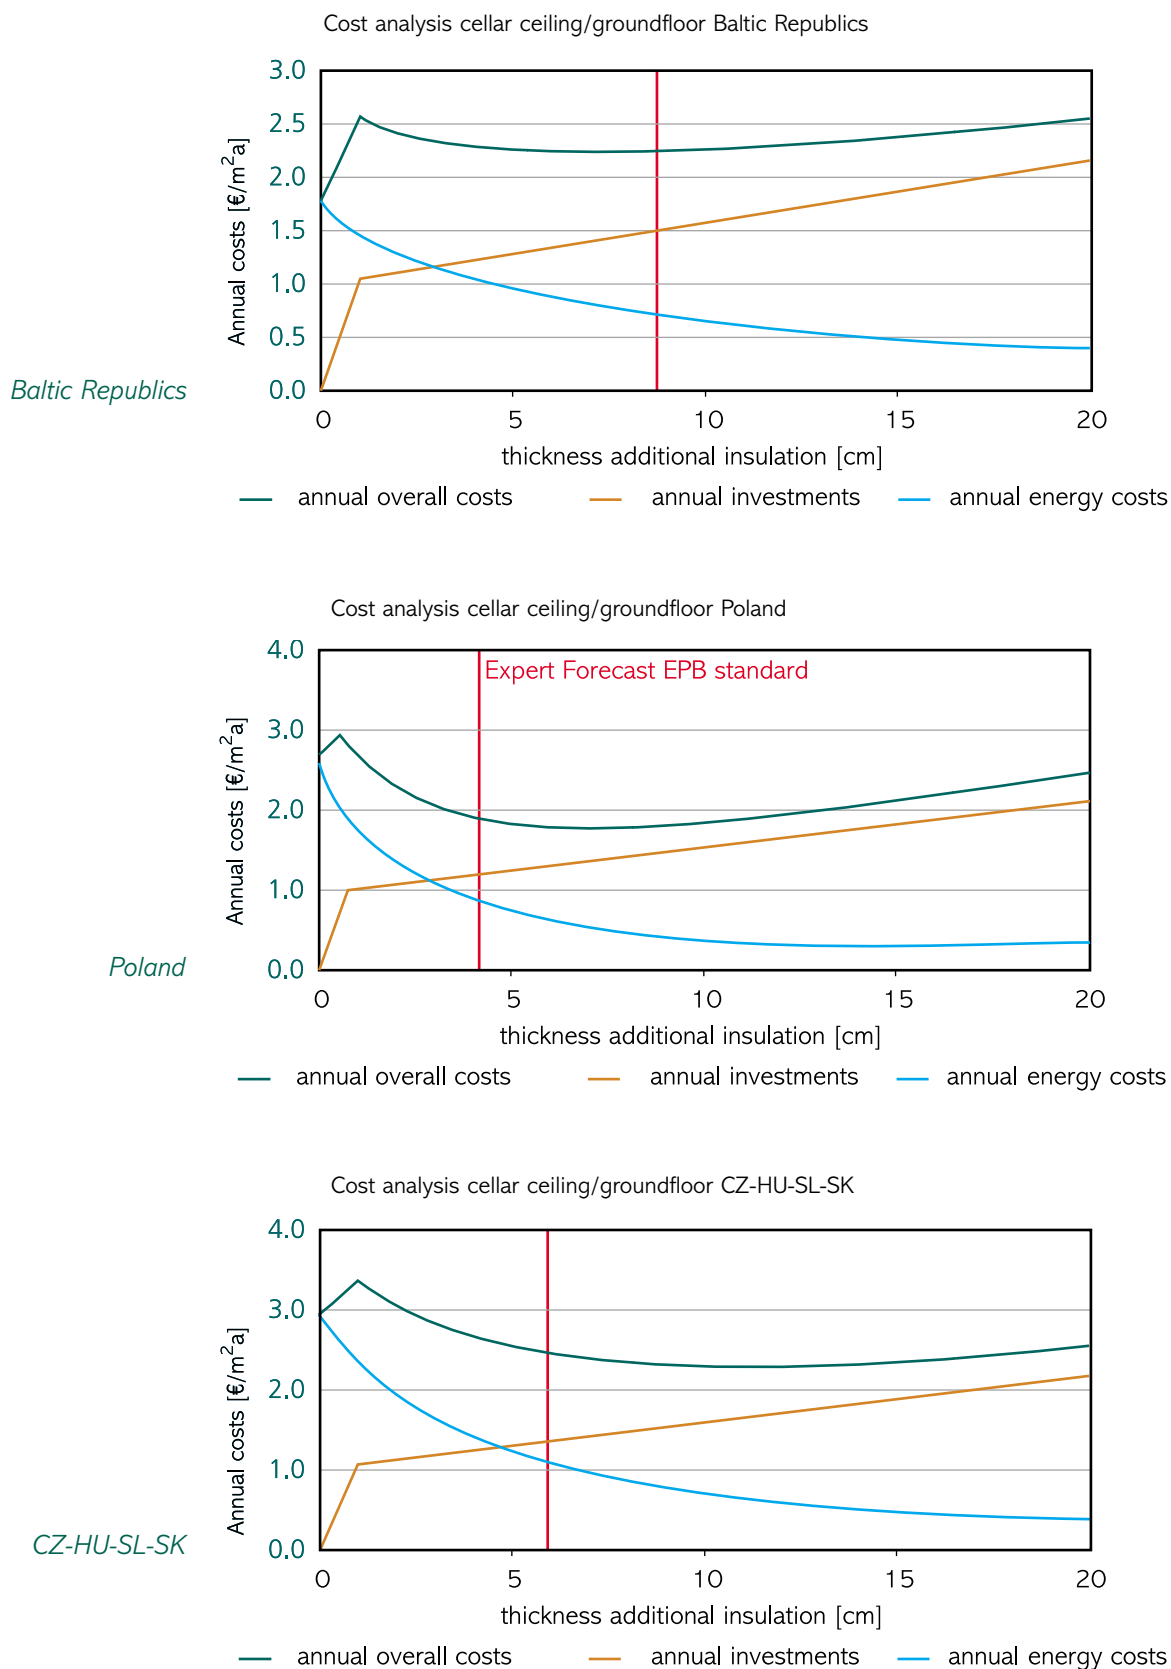 Cost analysis cellar ceiling/groundfloor Baltic Republics
3.0
2.5
2.0
1.5
1.0
0.5
0.0
Annual costs [€/m²a]
Baltic Republics
0 5 10 15 20
thickness additional insulation [cm]
annual overall costs annual investments annual energy costs
Cost analysis cellar ceiling/groundfloor Poland
4.0
Expert Forecast EPB standard
3.0
2.0
1.0
0.0
Annual costs [€/m²a]
Poland
0 5 10 15 20
thickness additional insulation [cm]
annual overall costs annual investments annual energy costs
Cost analysis cellar ceiling/groundfloor CZ-HU-SL-SK
4.0
3.0
2.0
1.0
0.0
Annual costs [€/m²a]
CZ-HU-SL-SK
0 5 10 15 20
thickness additional insulation [cm]
annual overall costs annual investments annual energy costs